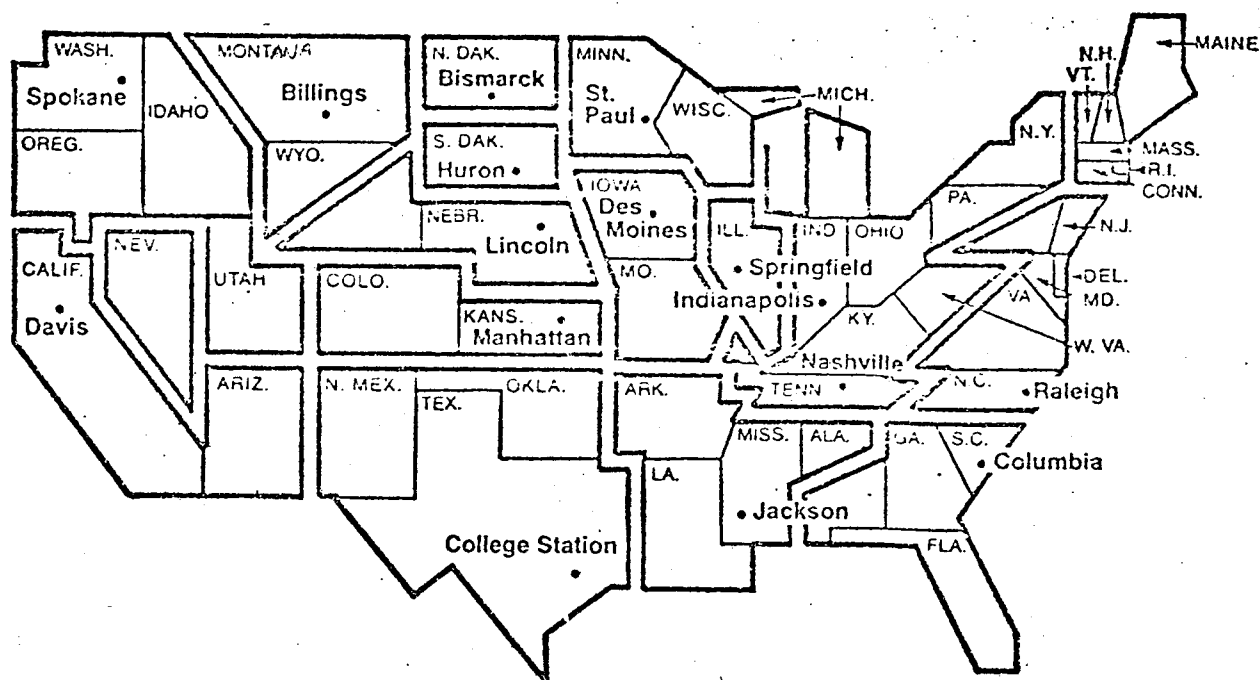 WASH.
Spokane
OREG.
IDAHO
MONTANA
Billings
WYO.
N. DAK.
Bismarck
S. DAK.
Huron
NEBR.
Lincoln
MINN.
St.
Paul
WISC.
MICH.
IOWA
Des
Moines
MO.
ILL.
Springfield
IND
Indianapolis
OHIO
KY.
PA.
N.Y.
VT.
N.H.
MAINE
MASS.
R.I.
CONN.
N.J.
DEL.
MD.
VA
W. VA.
CALIF.
Davis
NEV.
UTAH
COLO.
KANS.
Manhattan
ARIZ.
N. MEX.
TEX.
OKLA.
College Station
ARK.
LA.
TENN
Nashville
N.C.
Raleigh
MISS.
Jackson
ALA.
GA.
S.C.
Columbia
FLA.